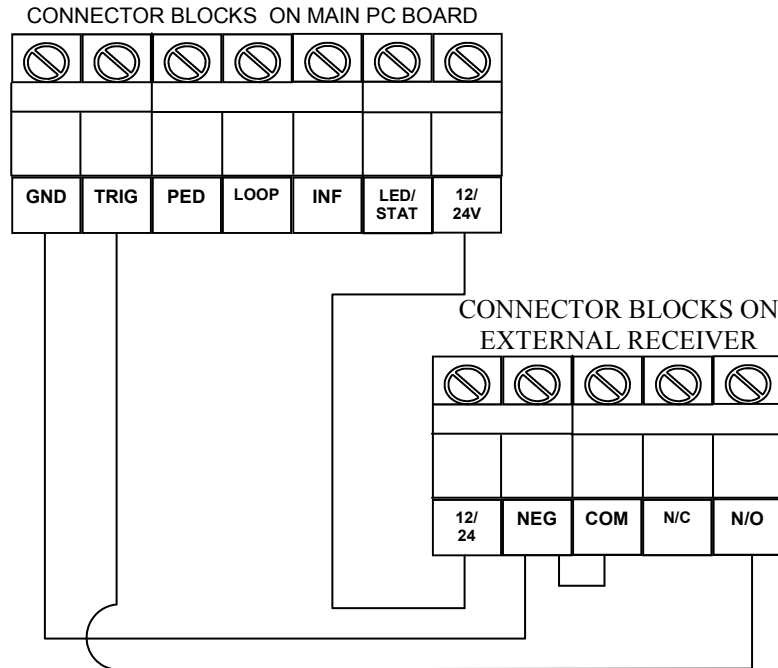 CONNECTOR BLOCKS ON MAIN PC BOARD
GND TRIG PED LOOP INF LED/ 12/
STAT 24V
CONNECTOR BLOCKS ON
EXTERNAL RECEIVER
12/ NEG COM N/C N/O
24